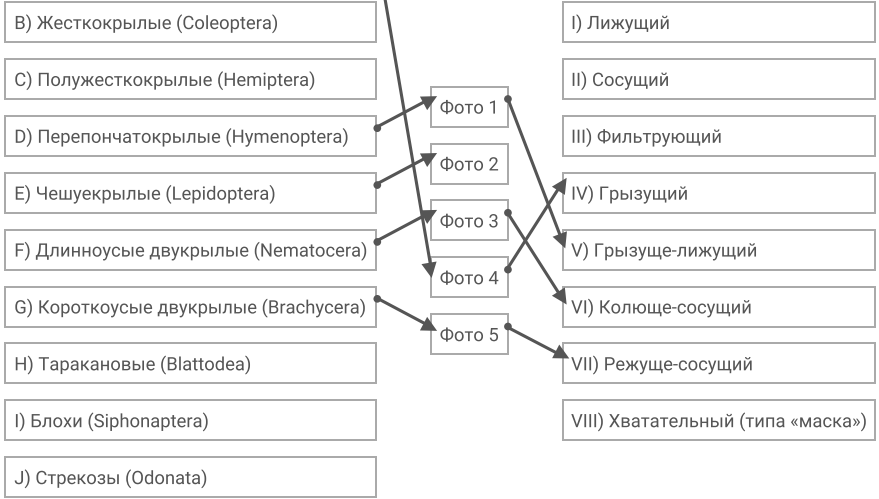 B) Жесткокрылые (Coleoptera)
C) Полужесткокрылые (Hemiptera)
D) Перепончатокрылые (Hymenoptera)
E) Чешуекрылые (Lepidoptera)
F) Длинноусые двукрылые (Nematocera)
G) Короткоусые двукрылые (Brachycera)
H) Таракановые (Blattodea)
I) Блохи (Siphonaptera)
J) Стрекозы (Odonata)
Фото 1
Фото 2
Фото 3
Фото 4
Фото 5
I) Лижущий
II) Сосущий
III) Фильтрующий
IV) Грызущий
V) Грызуще-лижущий
VI) Колюще-сосущий
VII) Режуще-сосущий
VIII) Хватательный (типа «маска»)